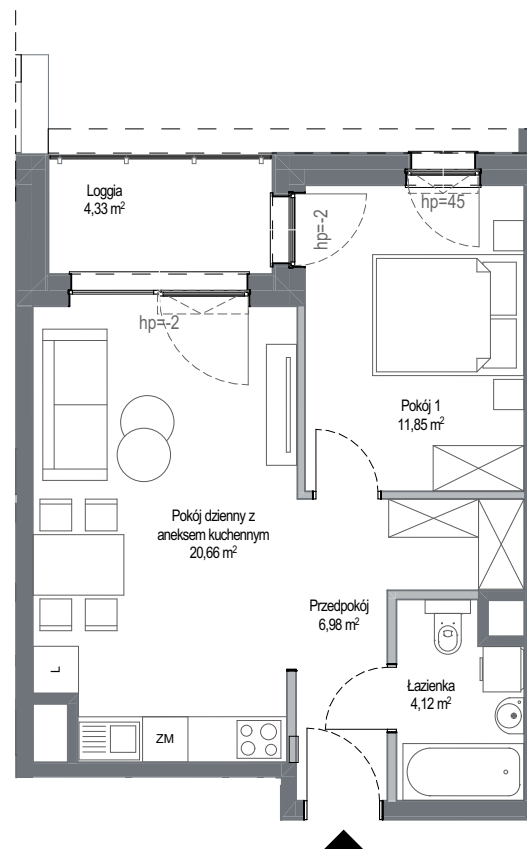 Loggia
4,33 m²
hp=-2
hp=45
hp=-2
Pokój 1
11,85 m²
Pokój dzienny z
aneksem kuchennym
20,66 m²
Przedpokój
6,98 m²
Łazienka
4,12 m²
L
ZM